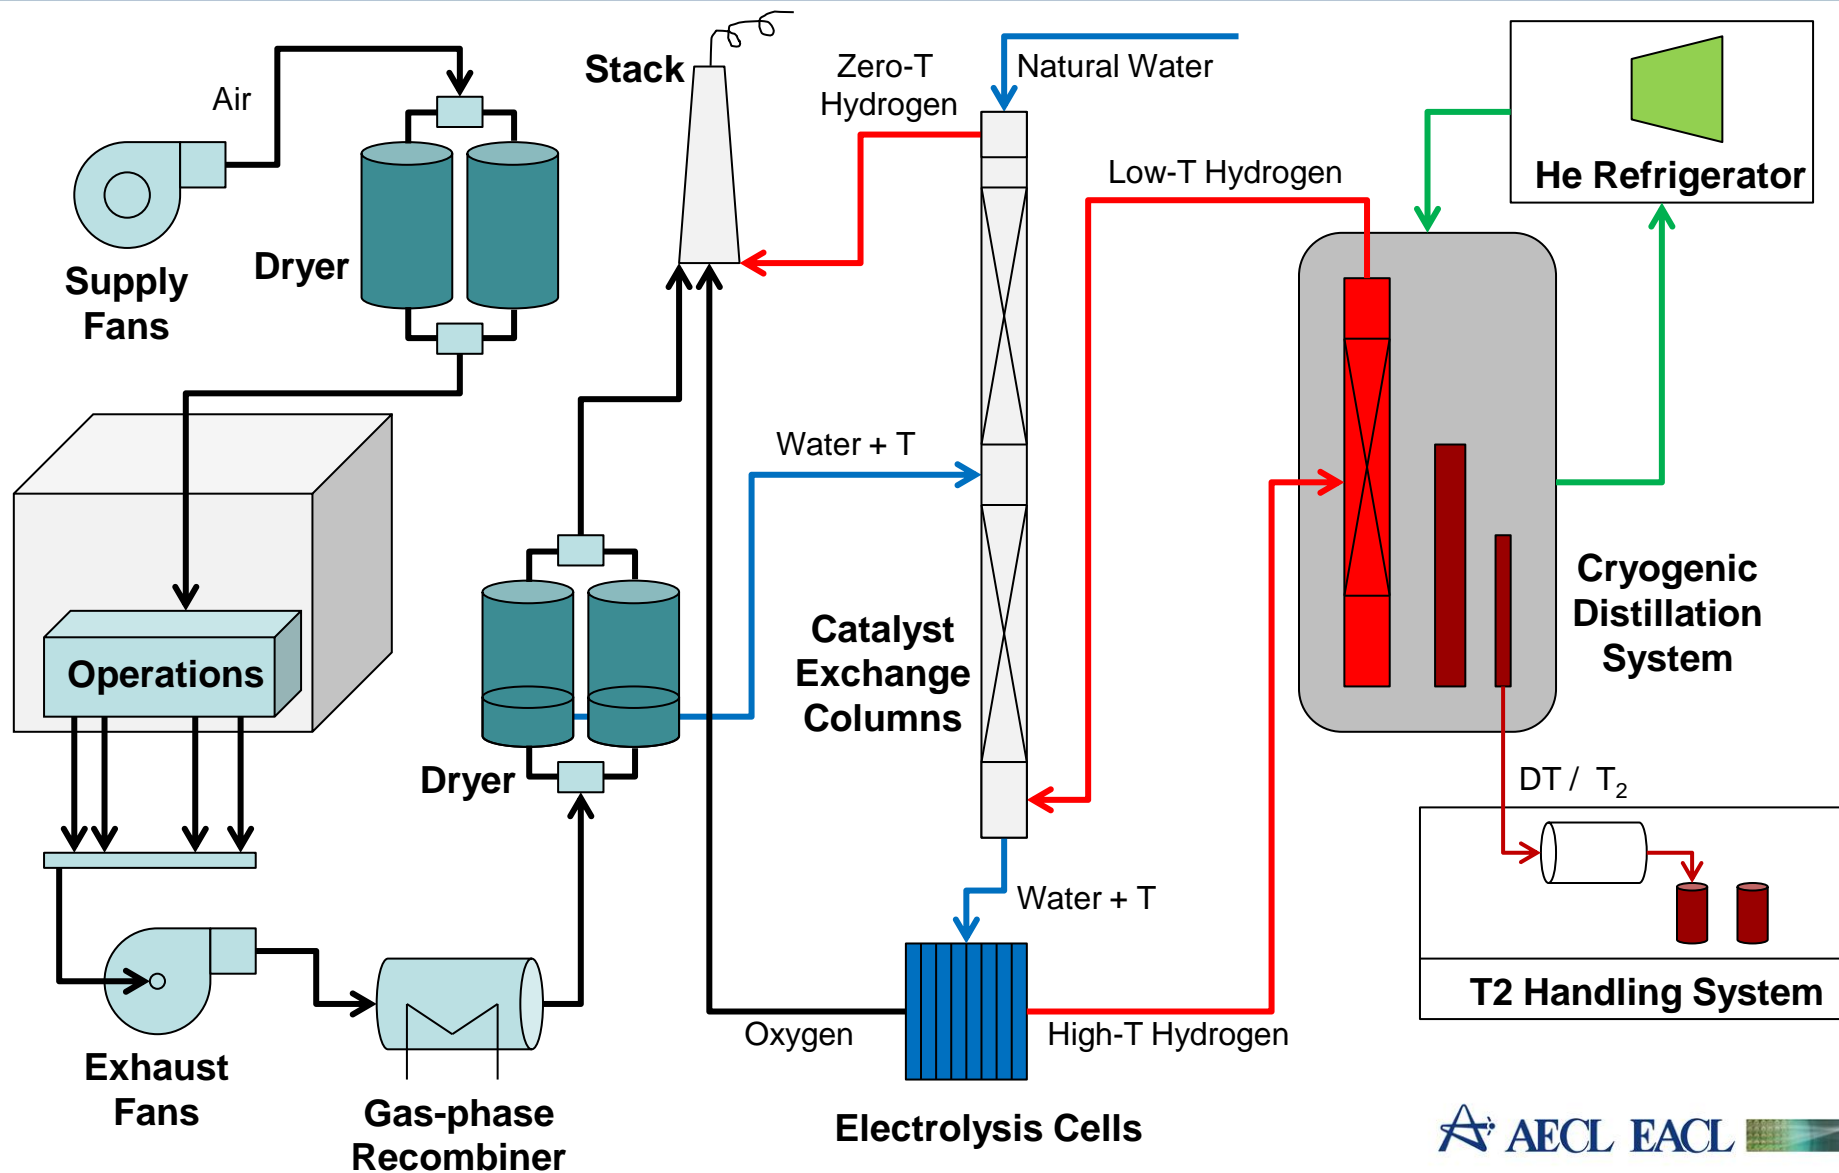 Stack
Zero-T
Hydrogen
Natural Water
Air
Low-T Hydrogen
He Refrigerator
Dryer
Supply
Fans
Water + T
Operations
Catalyst
Exchange
Columns
Cryogenic
Distillation
System
Dryer
DT / T2
Water + T
T2 Handling System
Oxygen
High-T Hydrogen
Exhaust
Fans
Gas-phase
Recombiner
Electrolysis Cells
AECL EACL